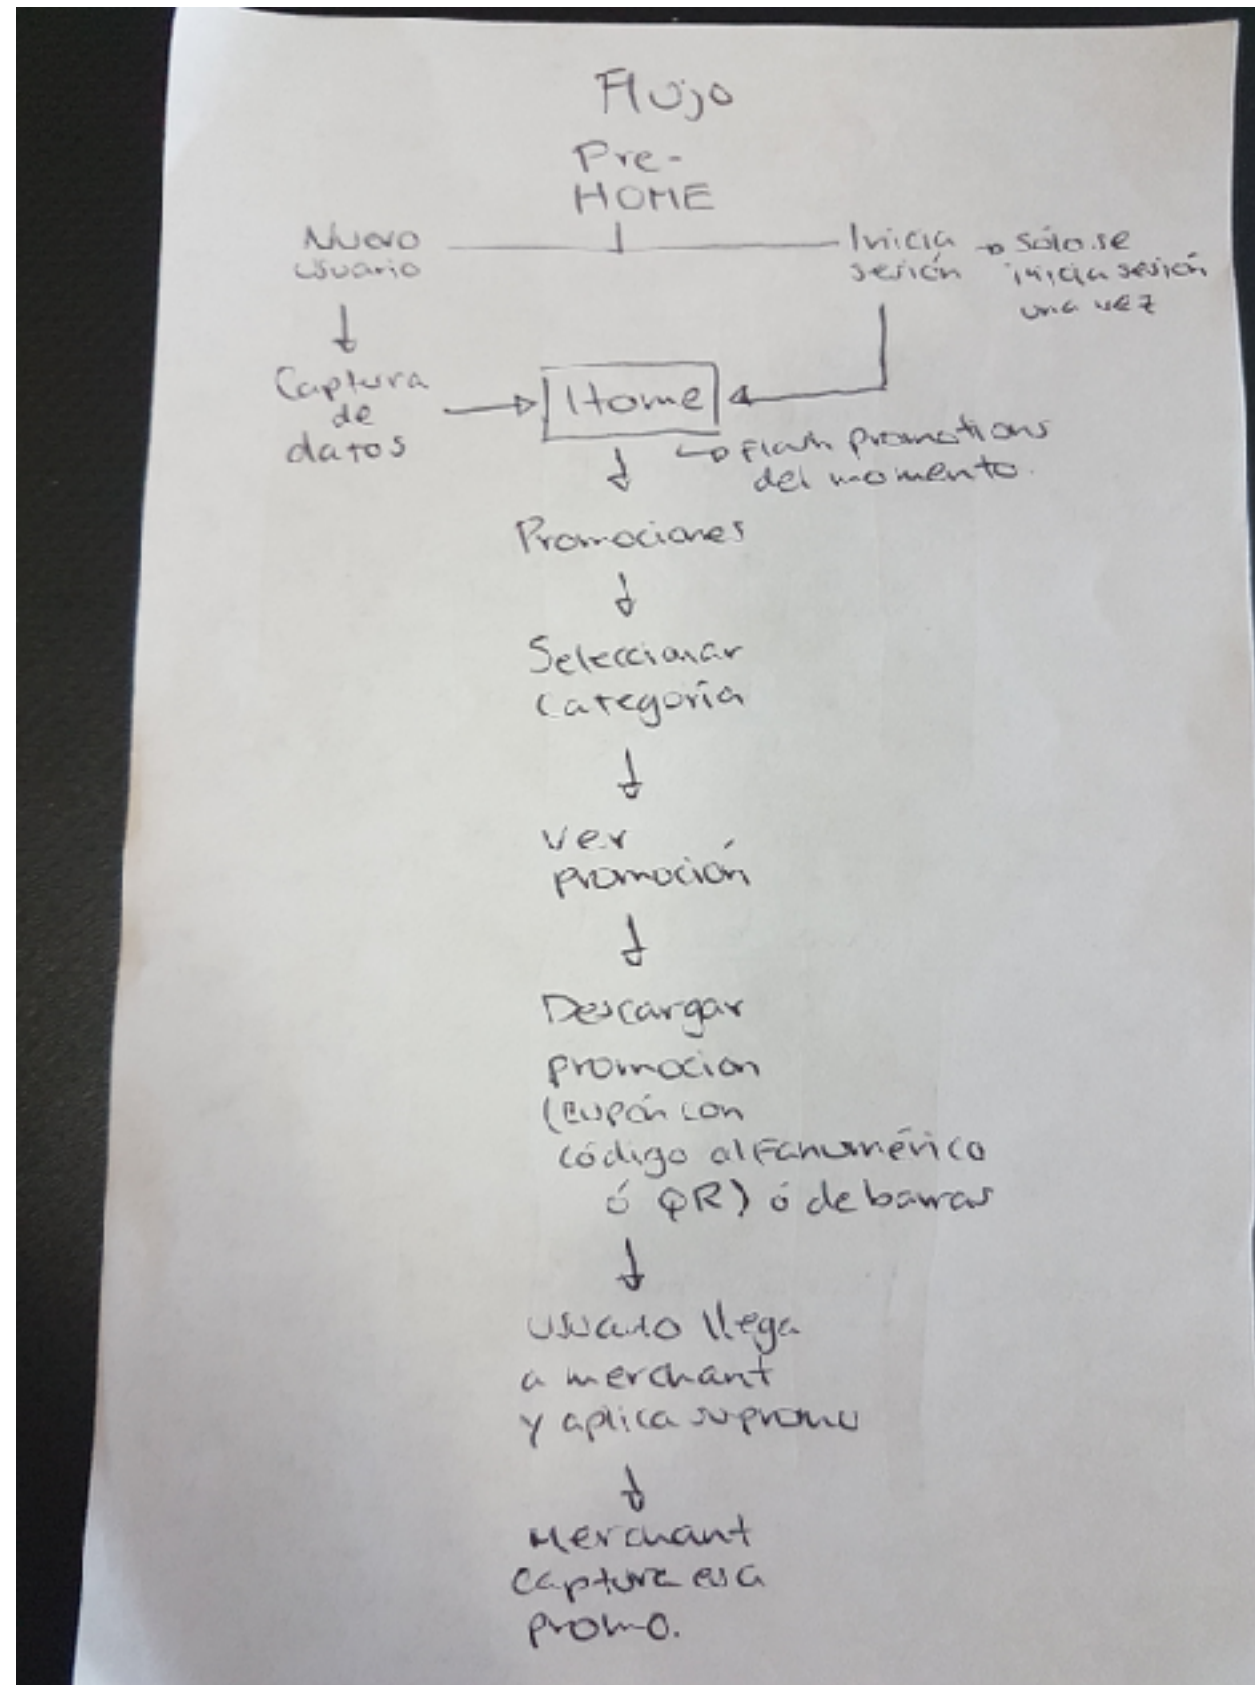 Flujo
Pre-
HOME
Nuevo
usuario
Inicia
sesión
Sólo se
inicia sesión
una vez
Captura
de
datos
Home
Flash promotions
del momento.
Promociones
Seleccionar
Categoría
Ver
promoción
Descargar
promocion
(cupón con
código alfanumérico
ó QR) ó de barras
usuario llega
a merchant
y aplica su promo
Merchant
captura esa
promo.